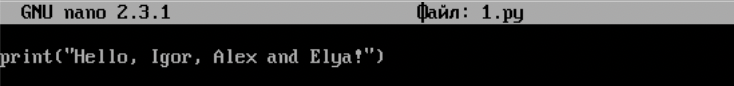 GNU nano 2.3.1 Файл: 1.py
print("Hello, Igor, Alex and Elya!")